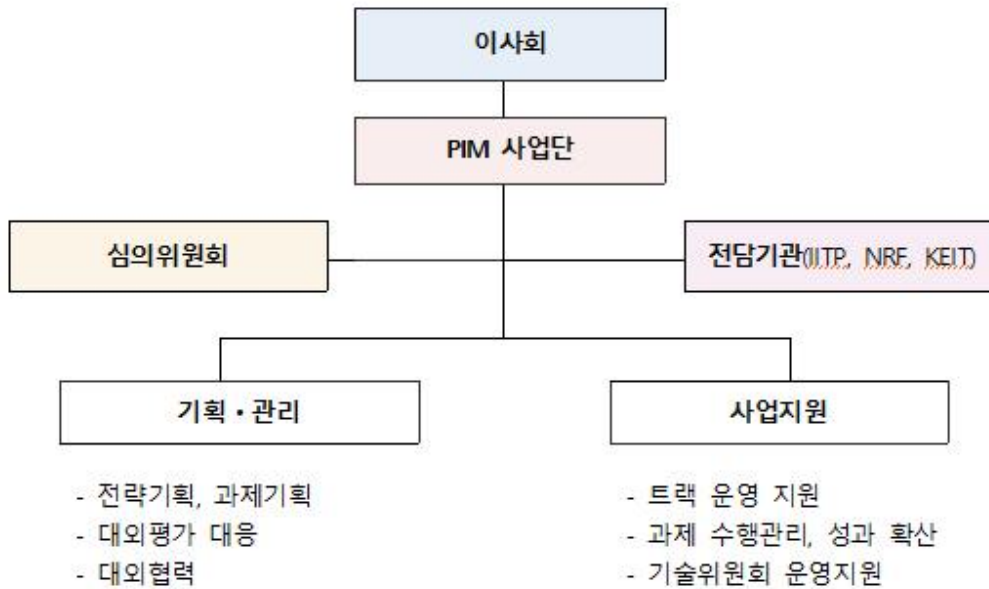 이사회
PIM 사업단
심의위원회
전담기관(IITP, NRF, KEIT)
기획·관리
사업지원
- 전략기획, 과제기획
- 대외평가 대응
- 대외협력
- 트랙 운영 지원
- 과제 수행관리, 성과 확산
- 기술위원회 운영지원